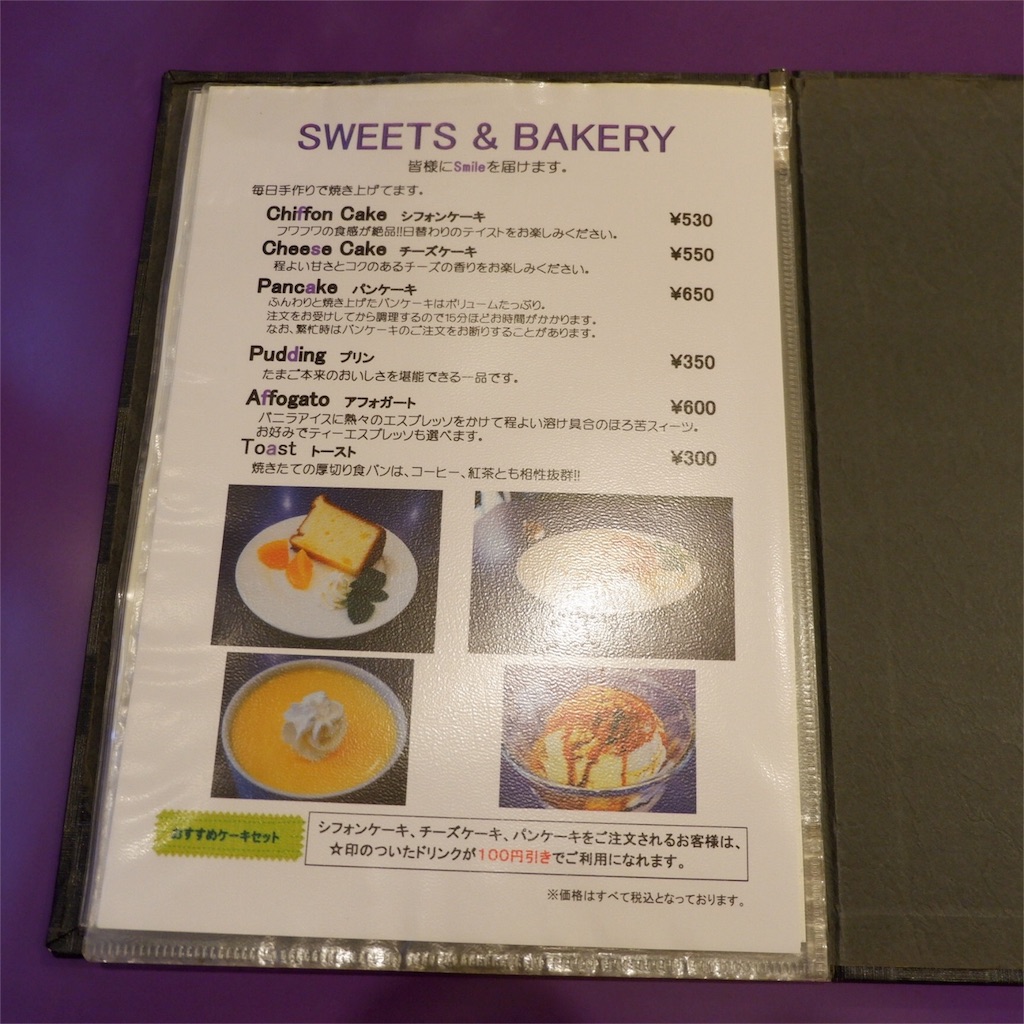 SWEETS & BAKERY
皆様にSmileを届けます。
毎日手作りで焼き上げてます。
Chiffon Cake シフォンケーキ ¥530
フワフワの食感が絶品!!日替わりのテイストをお楽しみください。
Cheese Cake チーズケーキ ¥550
程よい甘さとコクのあるチーズの香りをお楽しみください。
Pancake パンケーキ ¥650
ふんわりと焼き上げたパンケーキはボリュームたっぷり。
注文をお受けしてから調理するので15分ほどお時間がかかります。
なお、繁忙時はパンケーキのご注文をお断りすることがあります。
Pudding プリン ¥350
たまご本来のおいしさを堪能できる一品です。
Affogato アフォガート ¥600
バニラアイスに熱々のエスプレッソをかけて程よい溶け具合のほろ苦スィーツ。
お好みでティーエスプレッソも選べます。
Toast トースト ¥300
焼きたての厚切り食パンは、コーヒー、紅茶とも相性抜群!!
おすすめケーキセット
シフォンケーキ、チーズケーキ、パンケーキをご注文されるお客様は、
☆印のついたドリンクが100円引きでご利用になれます。
※価格はすべて税込となっております。